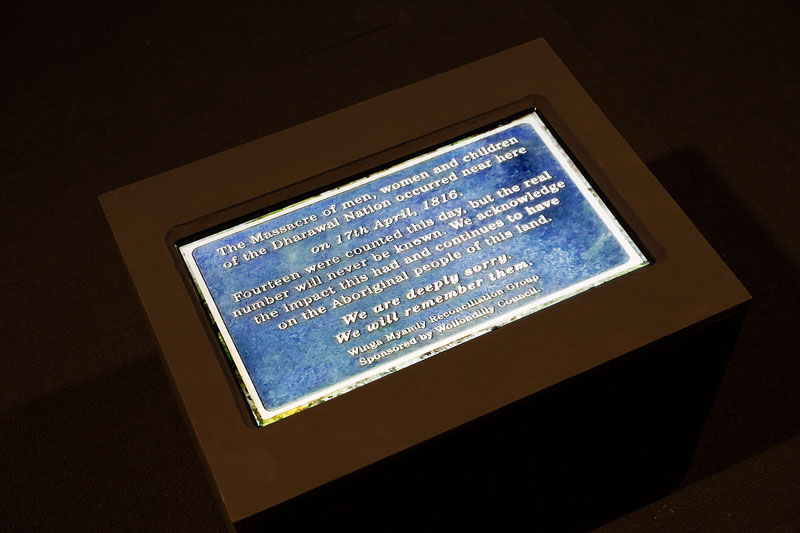 The Massacre of men, women and children
of the Dharawal Nation occurred near here
on 17th April, 1816.
Fourteen were counted this day, but the real
number will never be known. We acknowledge
the impact this had and continues to have
on the Aboriginal people of this land.
We are deeply sorry.
We will remember them.
Winga Myamly Reconciliation Group
Sponsored by Wollondilly Council.